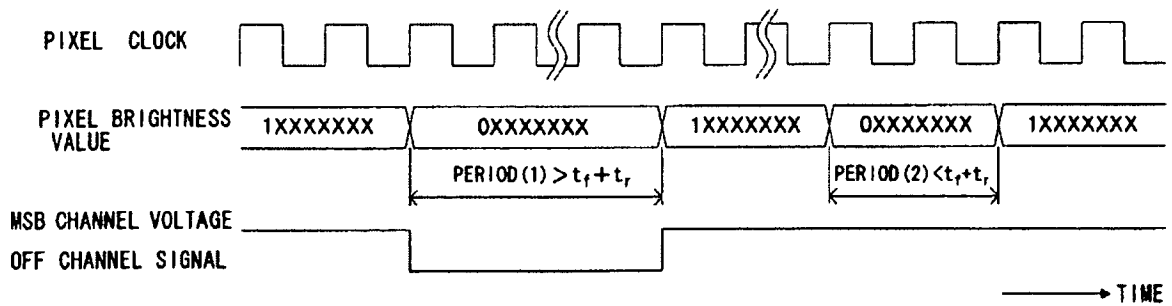 PIXEL CLOCK
PIXEL BRIGHTNESS VALUE
1XXXXXXX 0XXXXXXX 1XXXXXXX 0XXXXXXX 1XXXXXXX
PERIOD(1)>tf+tr PERIOD(2)<tf+tr
MSB CHANNEL VOLTAGE
OFF CHANNEL SIGNAL
TIME